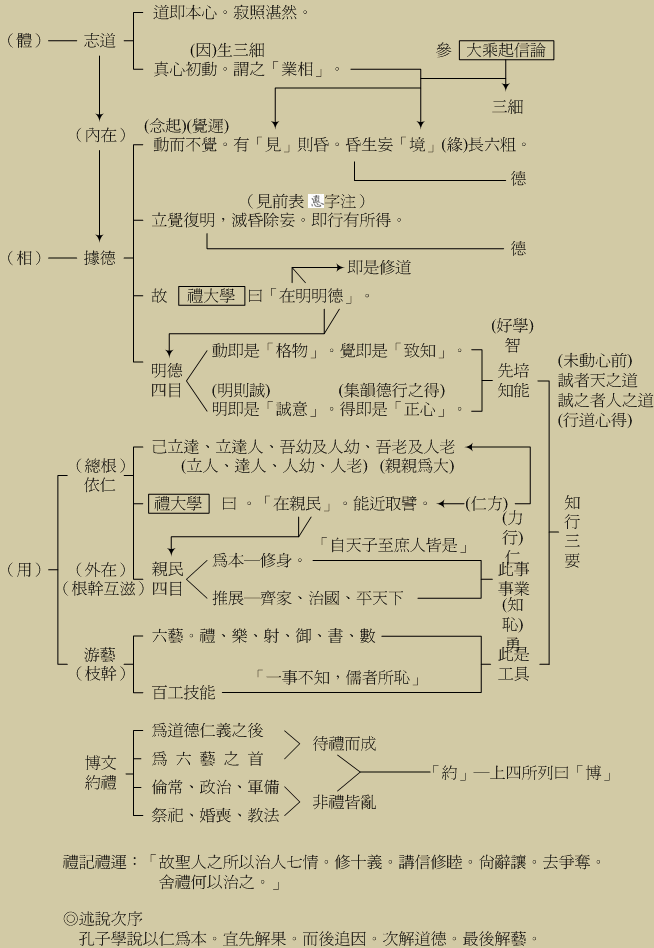 道即本心。寂照湛然。
（體）
志道
(因)生三細
真心初動。謂之「業相」。
參 大乘起信論
三細
（內在）
(念起)(覺遲)
動而不覺。有「見」則昏。昏生妄「境」(緣)長六粗。
德
（見前表 悳字注）
立覺復明，滅昏除妄。即行有所得。
德
（相）
據德
即是修道
故 禮大學 曰「在明明德」。
明德
四目
動即是「格物」。覺即是「致知」。
(明則誠)
(集韻德行之得)
明即是「誠意」。得即是「正心」。
(好學)
智
先培
知能
(未動心前)
誠者天之道
誠之者人之道
(行道心得)
己立達、立達人、吾幼及人幼、吾老及人老
(立人、達人、人幼、人老) (親親為大)
（總根）
依仁
禮大學 曰。「在親民」。能近取譬。
(仁方)
（用）
（外在）
（根幹互滋）
親民
四目
「自天子至庶人皆是」
為本─修身。
推展─齊家、治國、平天下
(力
行)
仁
此事
事業
(知
恥)
勇
此是
工具
知
行
三
要
游藝
（枝幹）
六藝。禮、樂、射、御、書、數
「一事不知，儒者所恥」
百工技能
博文
約禮
為道德仁義之後
為六藝之首
倫常、政治、軍備
祭祀、婚喪、教法
待禮而成
非禮皆亂
「約」─上四所列曰「博」
禮記禮運：「故聖人之所以治人七情。修十義。講信修睦。尚辭讓。去爭奪。
舍禮何以治之。」
◎述說次序
孔子學說以仁為本。宜先解果。而後追因。次解道德。最後解藝。